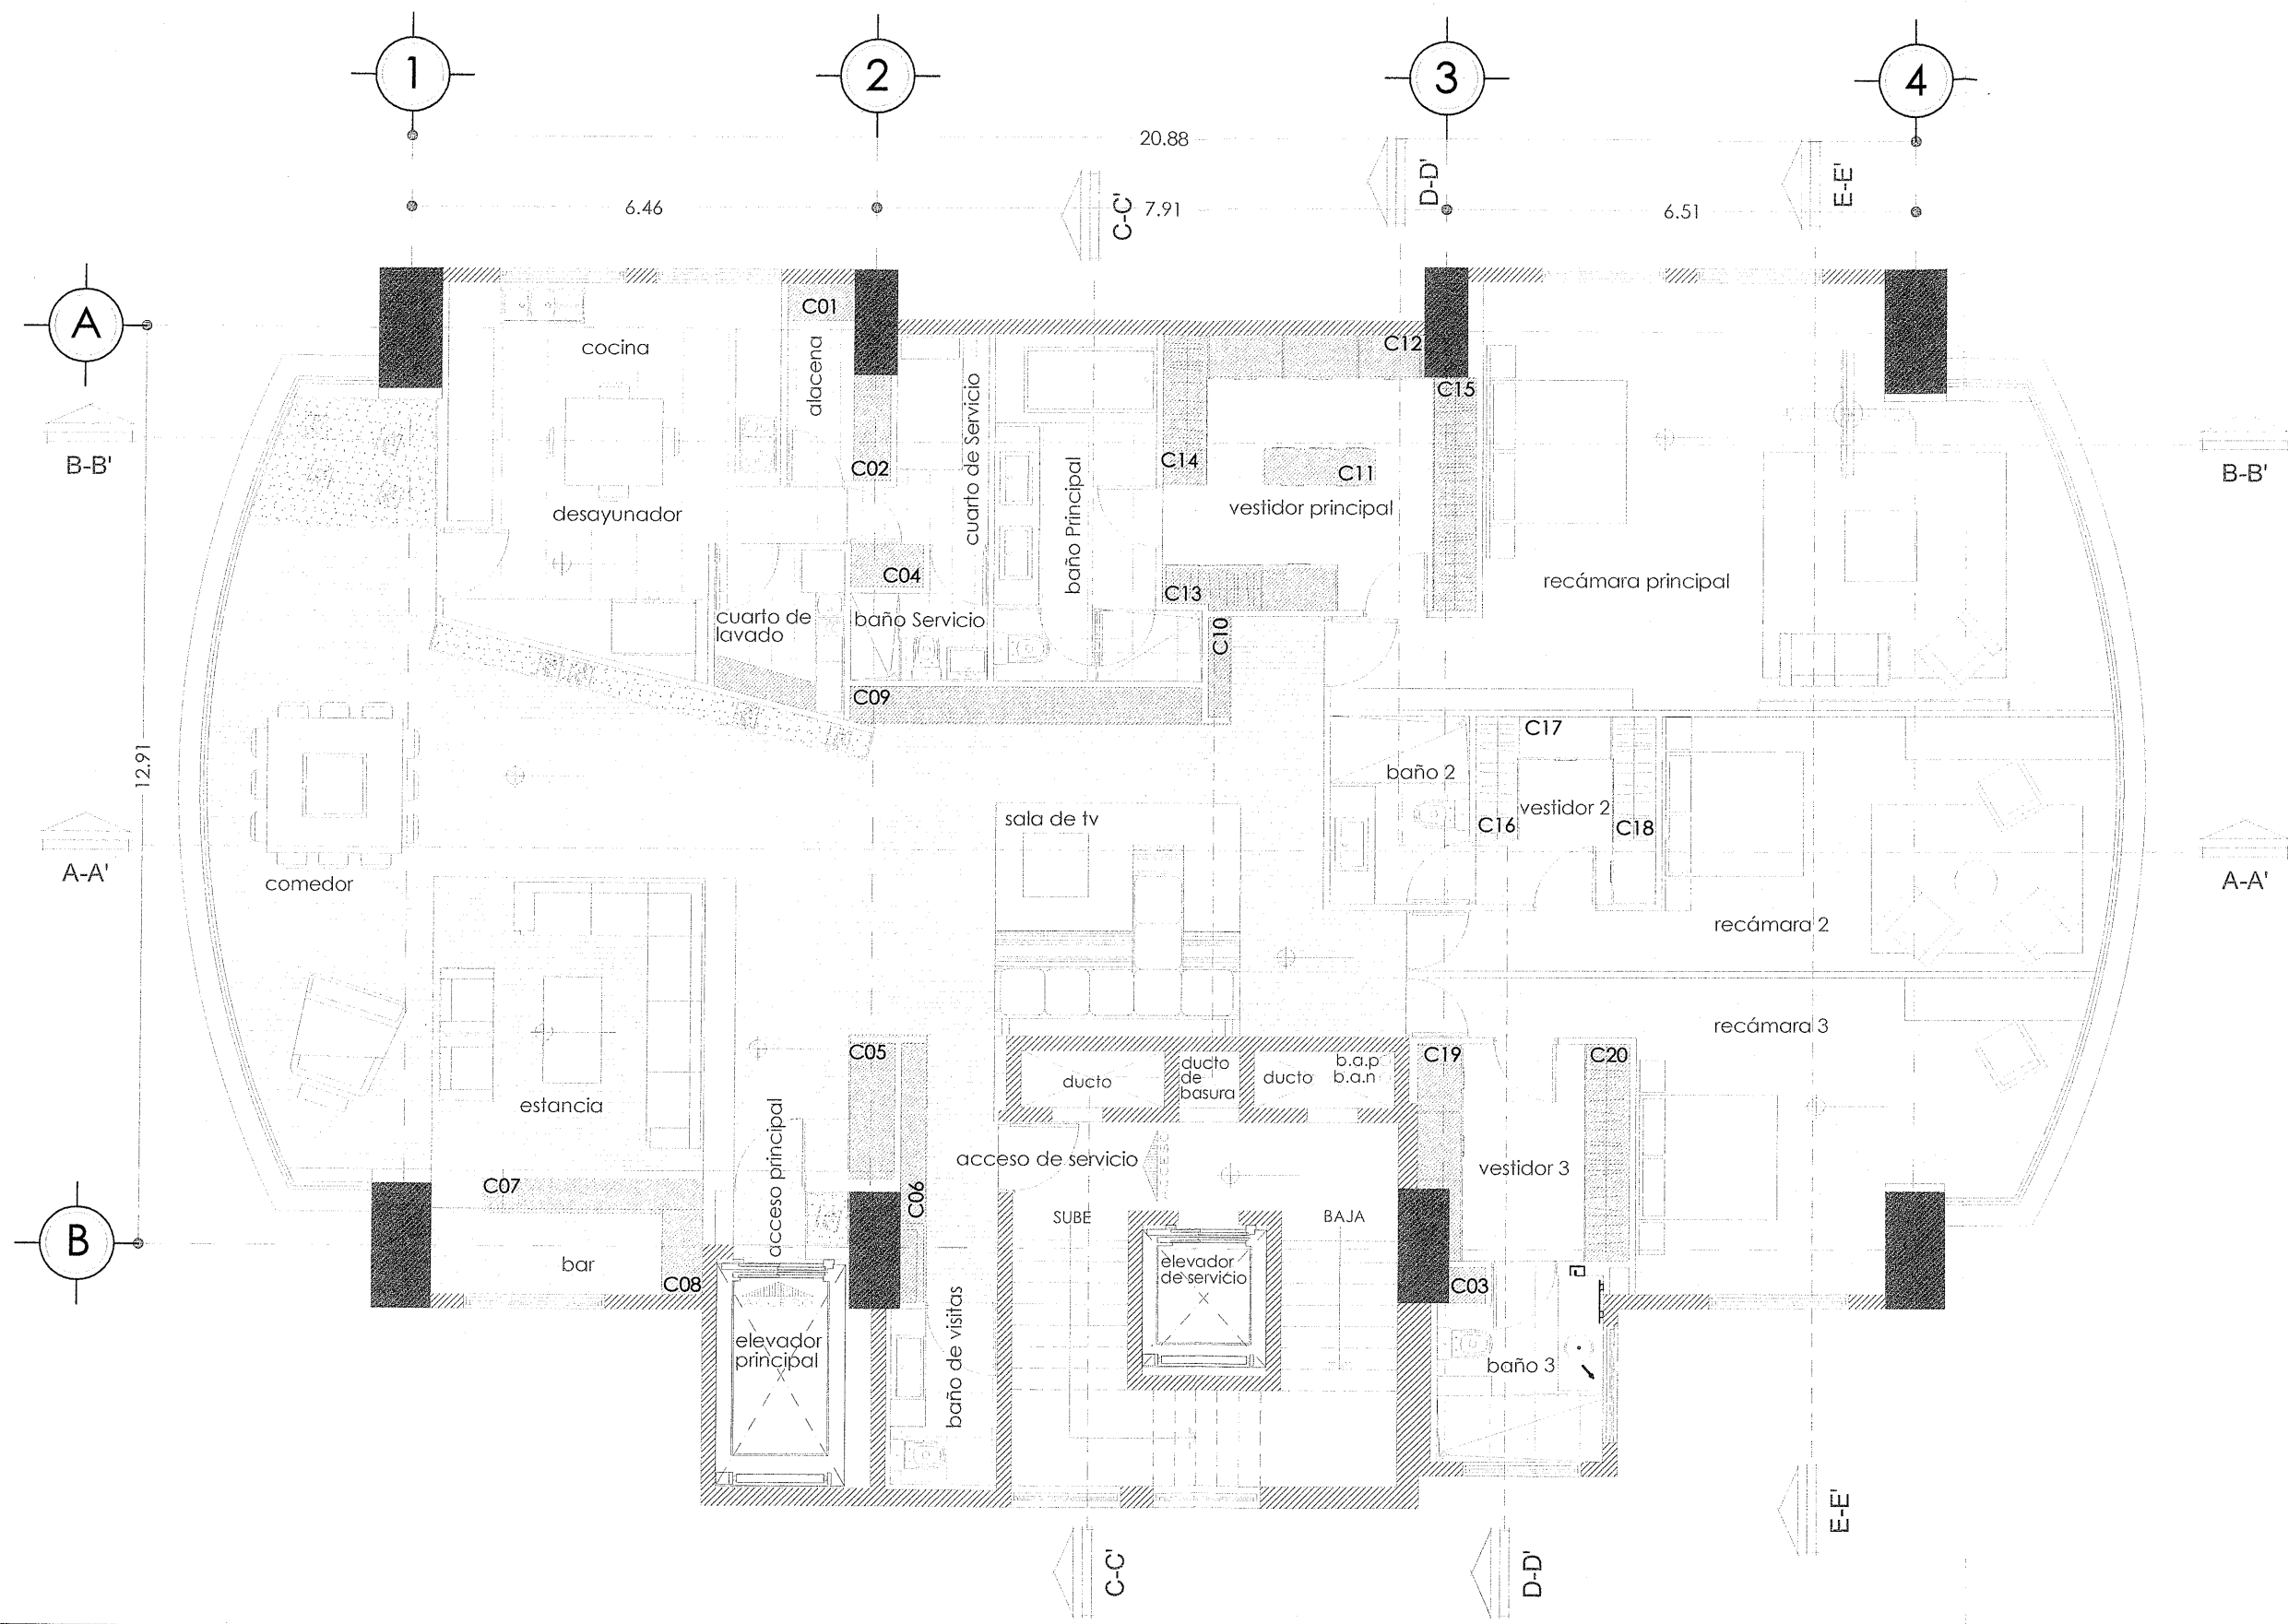 1
2
3
4
20.88
6.46
7.91
6.51
C-C'
D-D'
E-E'
A
C01
cocina
alacena
C12
C15
cuarto de Servicio
B-B'
C02
baño Principal
C14
C11
B-B'
desayunador
vestidor principal
C04
C13
recámara principal
cuarto de
lavado
baño Servicio
C10
C09
12.91
C17
baño 2
sala de tv
C16
vestidor 2
C18
A-A'
comedor
A-A'
recámara 2
recámara 3
C05
C19
C20
ducto
ducto
de
basura
ducto
b.a.p
b.a.n
estancia
acceso principal
acceso de servicio
vestidor 3
C07
C06
SUBE
BAJA
B
bar
C08
elevador
de servicio
C03
elevador
principal
baño de visitas
baño 3
C-C'
D-D'
E-E'